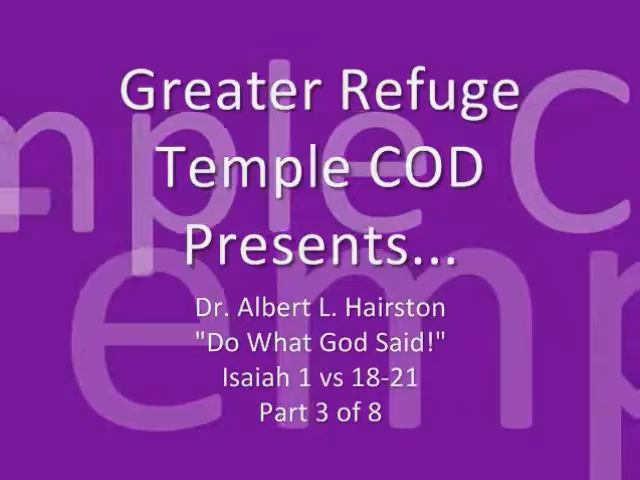 Greater Refuge
Temple COD
Presents...
Dr. Albert L. Hairston
"Do What God Said!"
Isaiah 1 vs 18-21
Part 3 of 8